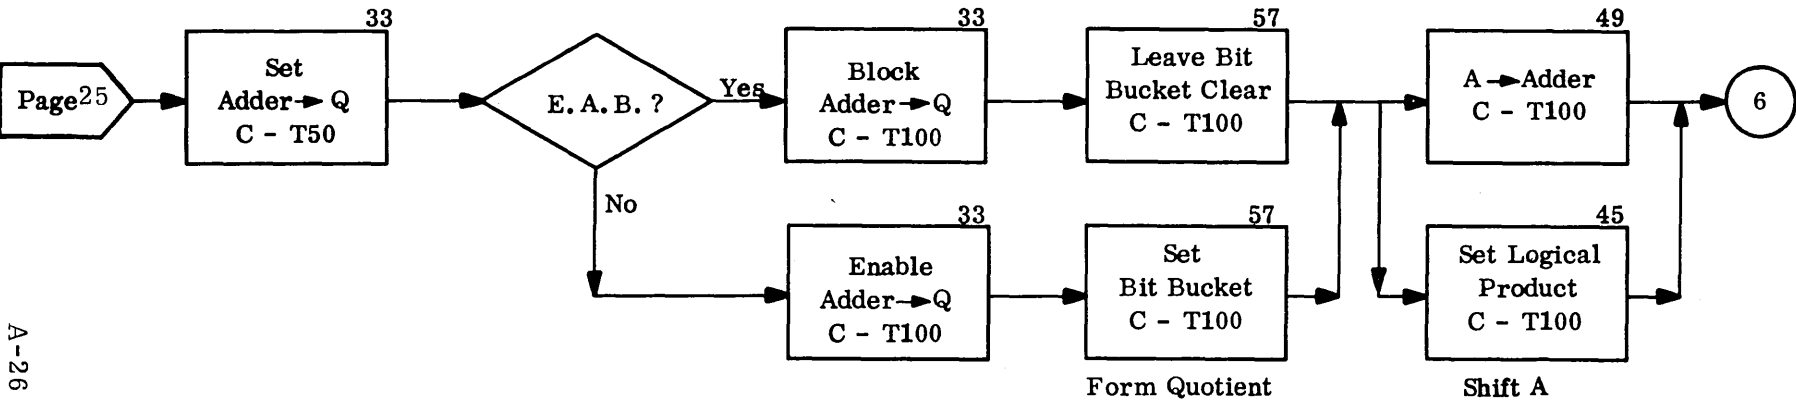 Page 25
33
Set
Adder→ Q
C - T50
E. A. B. ?
Yes
No
33
Block
Adder→Q
C - T100
57
Leave Bit
Bucket Clear
C - T100
49
A→Adder
C - T100
6
33
Enable
Adder→Q
C - T100
57
Set
Bit Bucket
C - T100
Form Quotient
45
Set Logical
Product
C - T100
Shift A
A-26